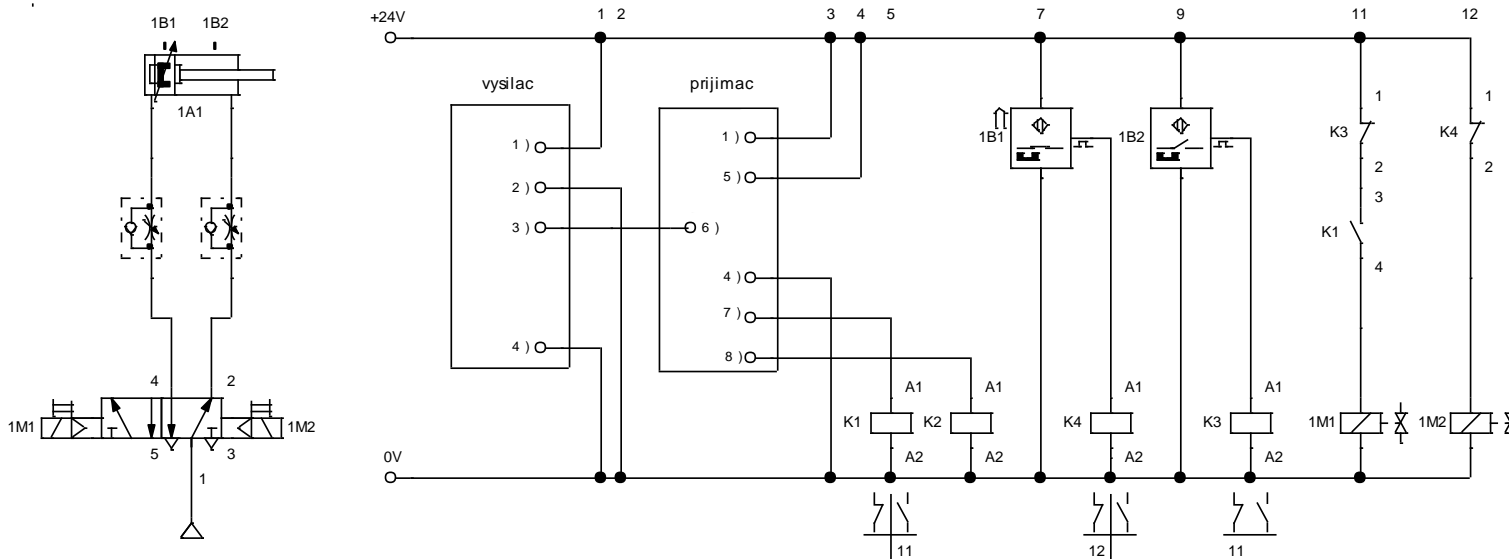 1B1 1B2
+24V 1 2 3 4 5 7 9 11 12
vysilac prijimac
1A1
1 ) 1 ) 1B1 1B2 K3 1 K4 1
2 ) 5 ) 2 2
3 ) 6 ) K1 3
4 ) 4
7 )
4 ) 8 )
4 2 A1 A1 A1 A1
1M1 1M2 K1 K2 K4 K3 1M1 1M2
5 3 0V A2 A2 A2 A2
1
11 12 11